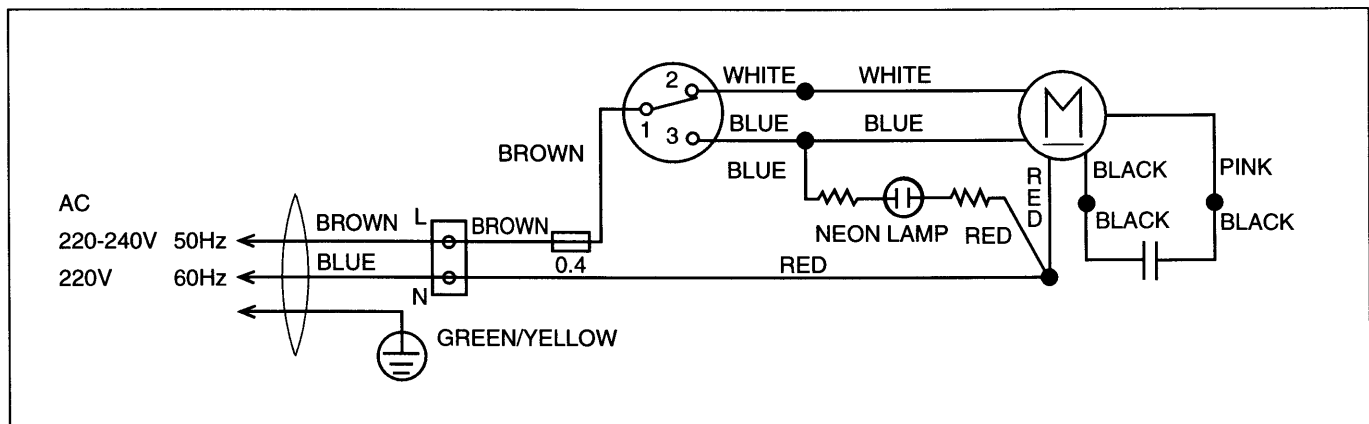 2
1
3
WHITE
WHITE
BLUE
BLUE
BLUE
M
BROWN
RED
BLACK
PINK
BLACK
BLACK
NEON LAMP
RED
AC
220-240V 50Hz
220V 60Hz
BROWN
L
BROWN
0.4
BLUE
N
RED
GREEN/YELLOW